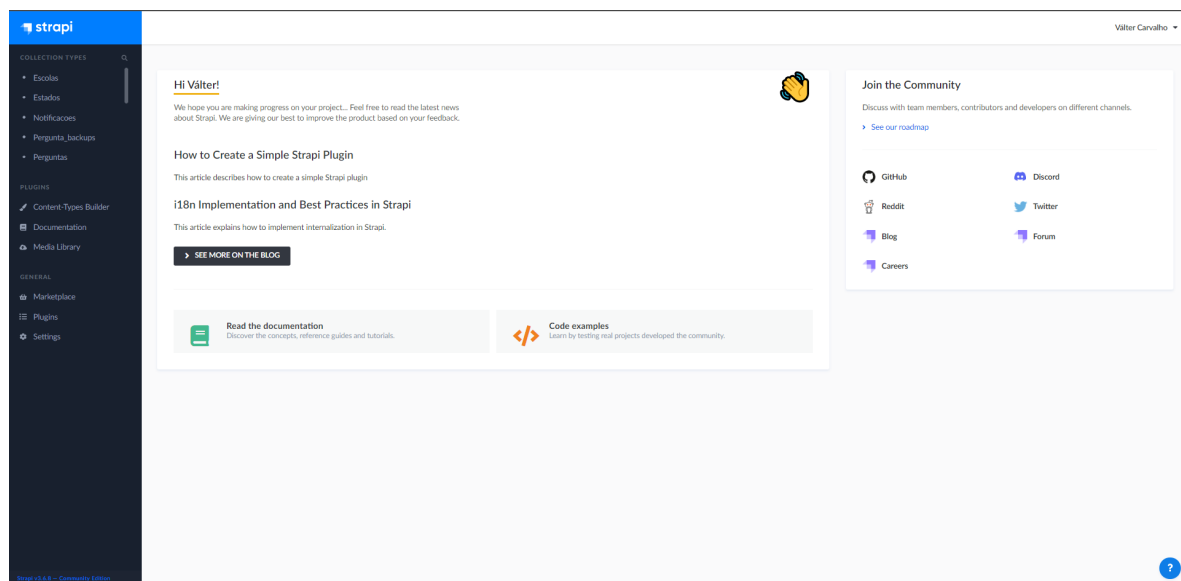 strapi
Válter Carvalho
COLLECTION TYPES
Escolas
Estados
Notificacoes
Pergunta_backups
Perguntas
PLUGINS
Content-Types Builder
Documentation
Media Library
GENERAL
Marketplace
Plugins
Settings
Strapi v3.6.8 — Community Edition
Hi Válter!
We hope you are making progress on your project... Feel free to read the latest news
about Strapi. We are giving our best to improve the product based on your feedback.
How to Create a Simple Strapi Plugin
This article describes how to create a simple Strapi plugin
i18n Implementation and Best Practices in Strapi
This article explains how to implement internalization in Strapi.
SEE MORE ON THE BLOG
Read the documentation
Discover the concepts, reference guides and tutorials.
Code examples
Learn by testing real projects developed the community.
Join the Community
Discuss with team members, contributors and developers on different channels.
See our roadmap
GitHub
Discord
Reddit
Twitter
Blog
Forum
Careers
?